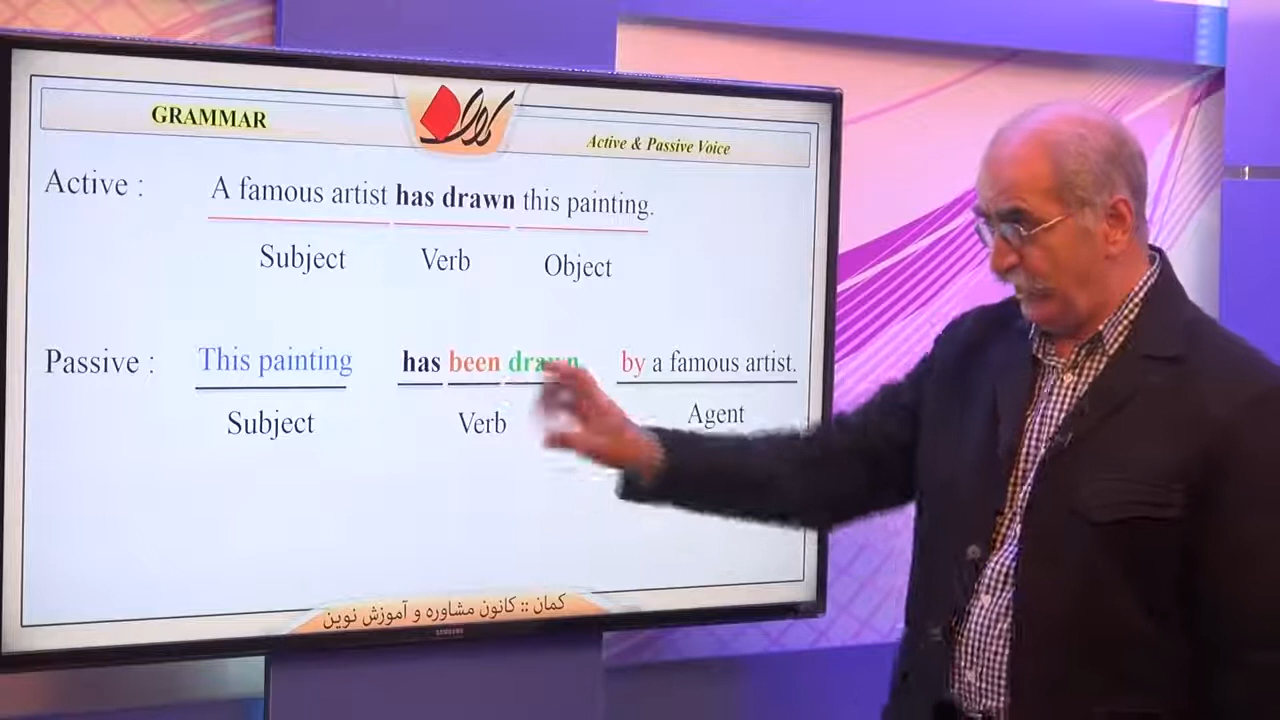 GRAMMAR
Active & Passive Voice
Active : A famous artist has drawn this painting.
Subject Verb Object
Passive : This painting has been drawn by a famous artist.
Subject Verb Agent
کمان :: کانون مشاوره و آموزش نوین
SAMSUNG